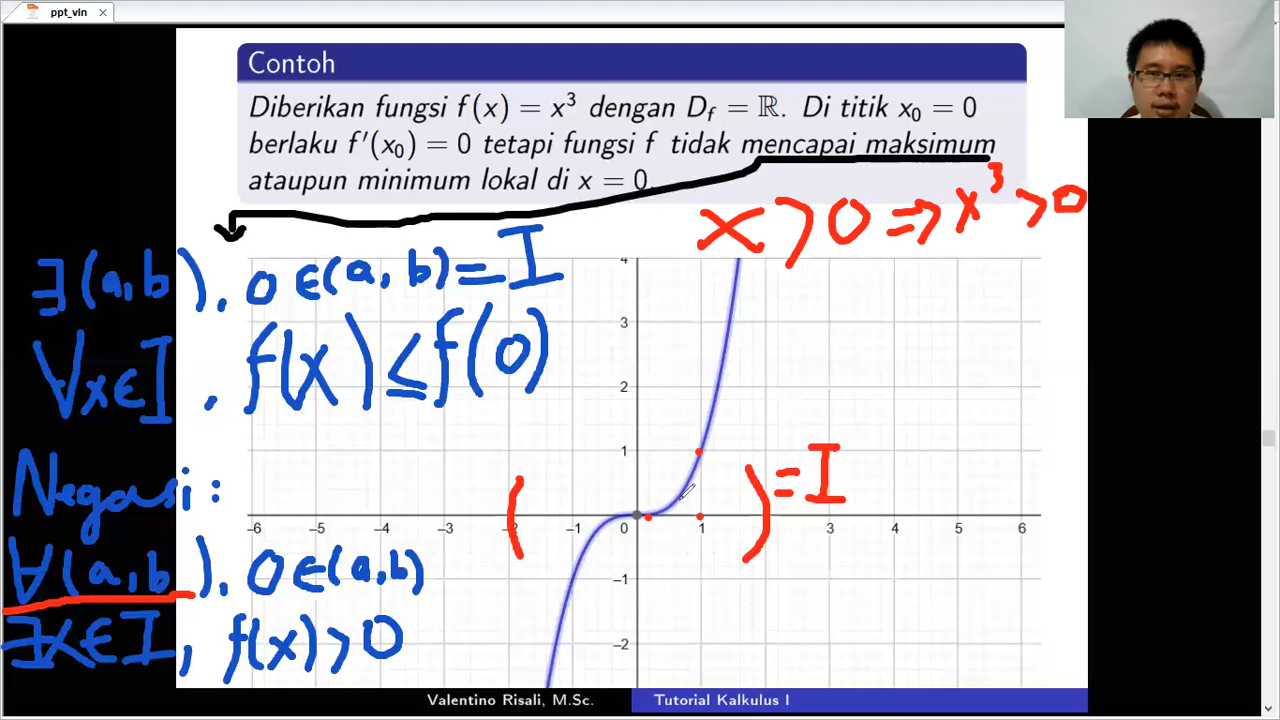 ppt_vln
Contoh
Diberikan fungsi f(x) = x³ dengan D_f = ℝ. Di titik x₀ = 0
berlaku f′(x₀) = 0 tetapi fungsi f tidak mencapai maksimum
ataupun minimum lokal di x = 0.
x > 0 ⇒ x³ > 0
∃(a,b), 0 ∈ (a,b) = I
∀x ∈ I, f(x) ≤ f(0)
Negasi:
∀(a,b), 0 ∈ (a,b)
∃x ∈ I, f(x) > 0
( ) = I
4
3
2
1
−6 −5 −4 −3 −2 −1 0 1 2 3 4 5 6
−1
−2
Valentino Risali, M.Sc. Tutorial Kalkulus I